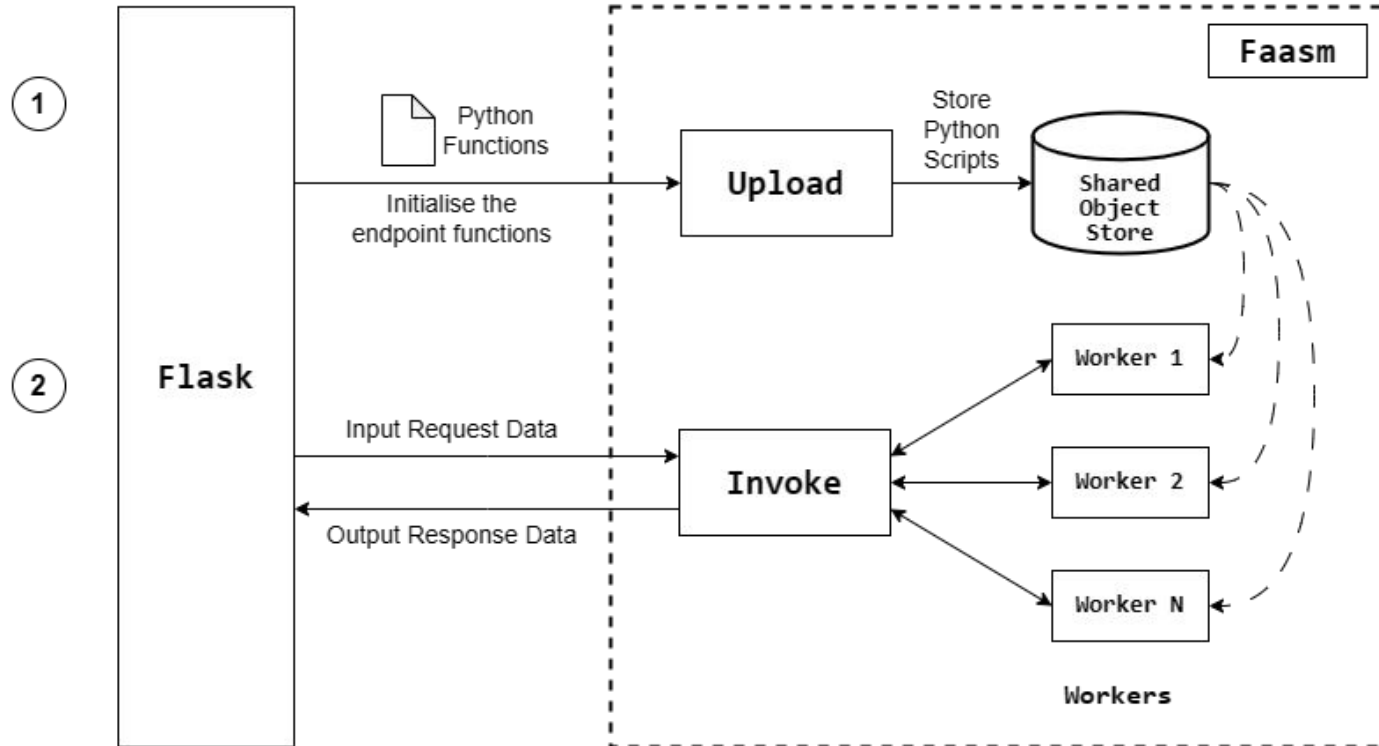 Faasm
1
Python
Functions
Initialise the
endpoint functions
Upload
Store
Python
Scripts
Shared
Object
Store
2
Flask
Input Request Data
Output Response Data
Invoke
Worker 1
Worker 2
Worker N
Workers